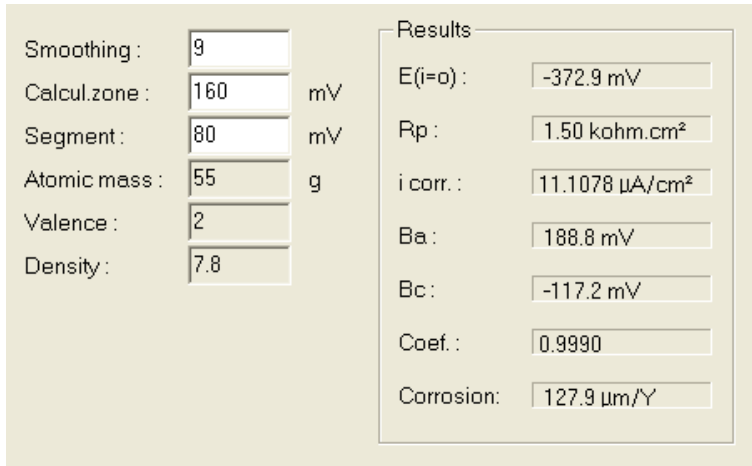 Smoothing : 9
Calcul.zone : 160 mV
Segment : 80 mV
Atomic mass : 55 g
Valence : 2
Density : 7.8
Results
E(i=o) : -372.9 mV
Rp : 1.50 kohm.cm²
i corr. : 11.1078 µA/cm²
Ba : 188.8 mV
Bc : -117.2 mV
Coef. : 0.9990
Corrosion: 127.9 µm/Y